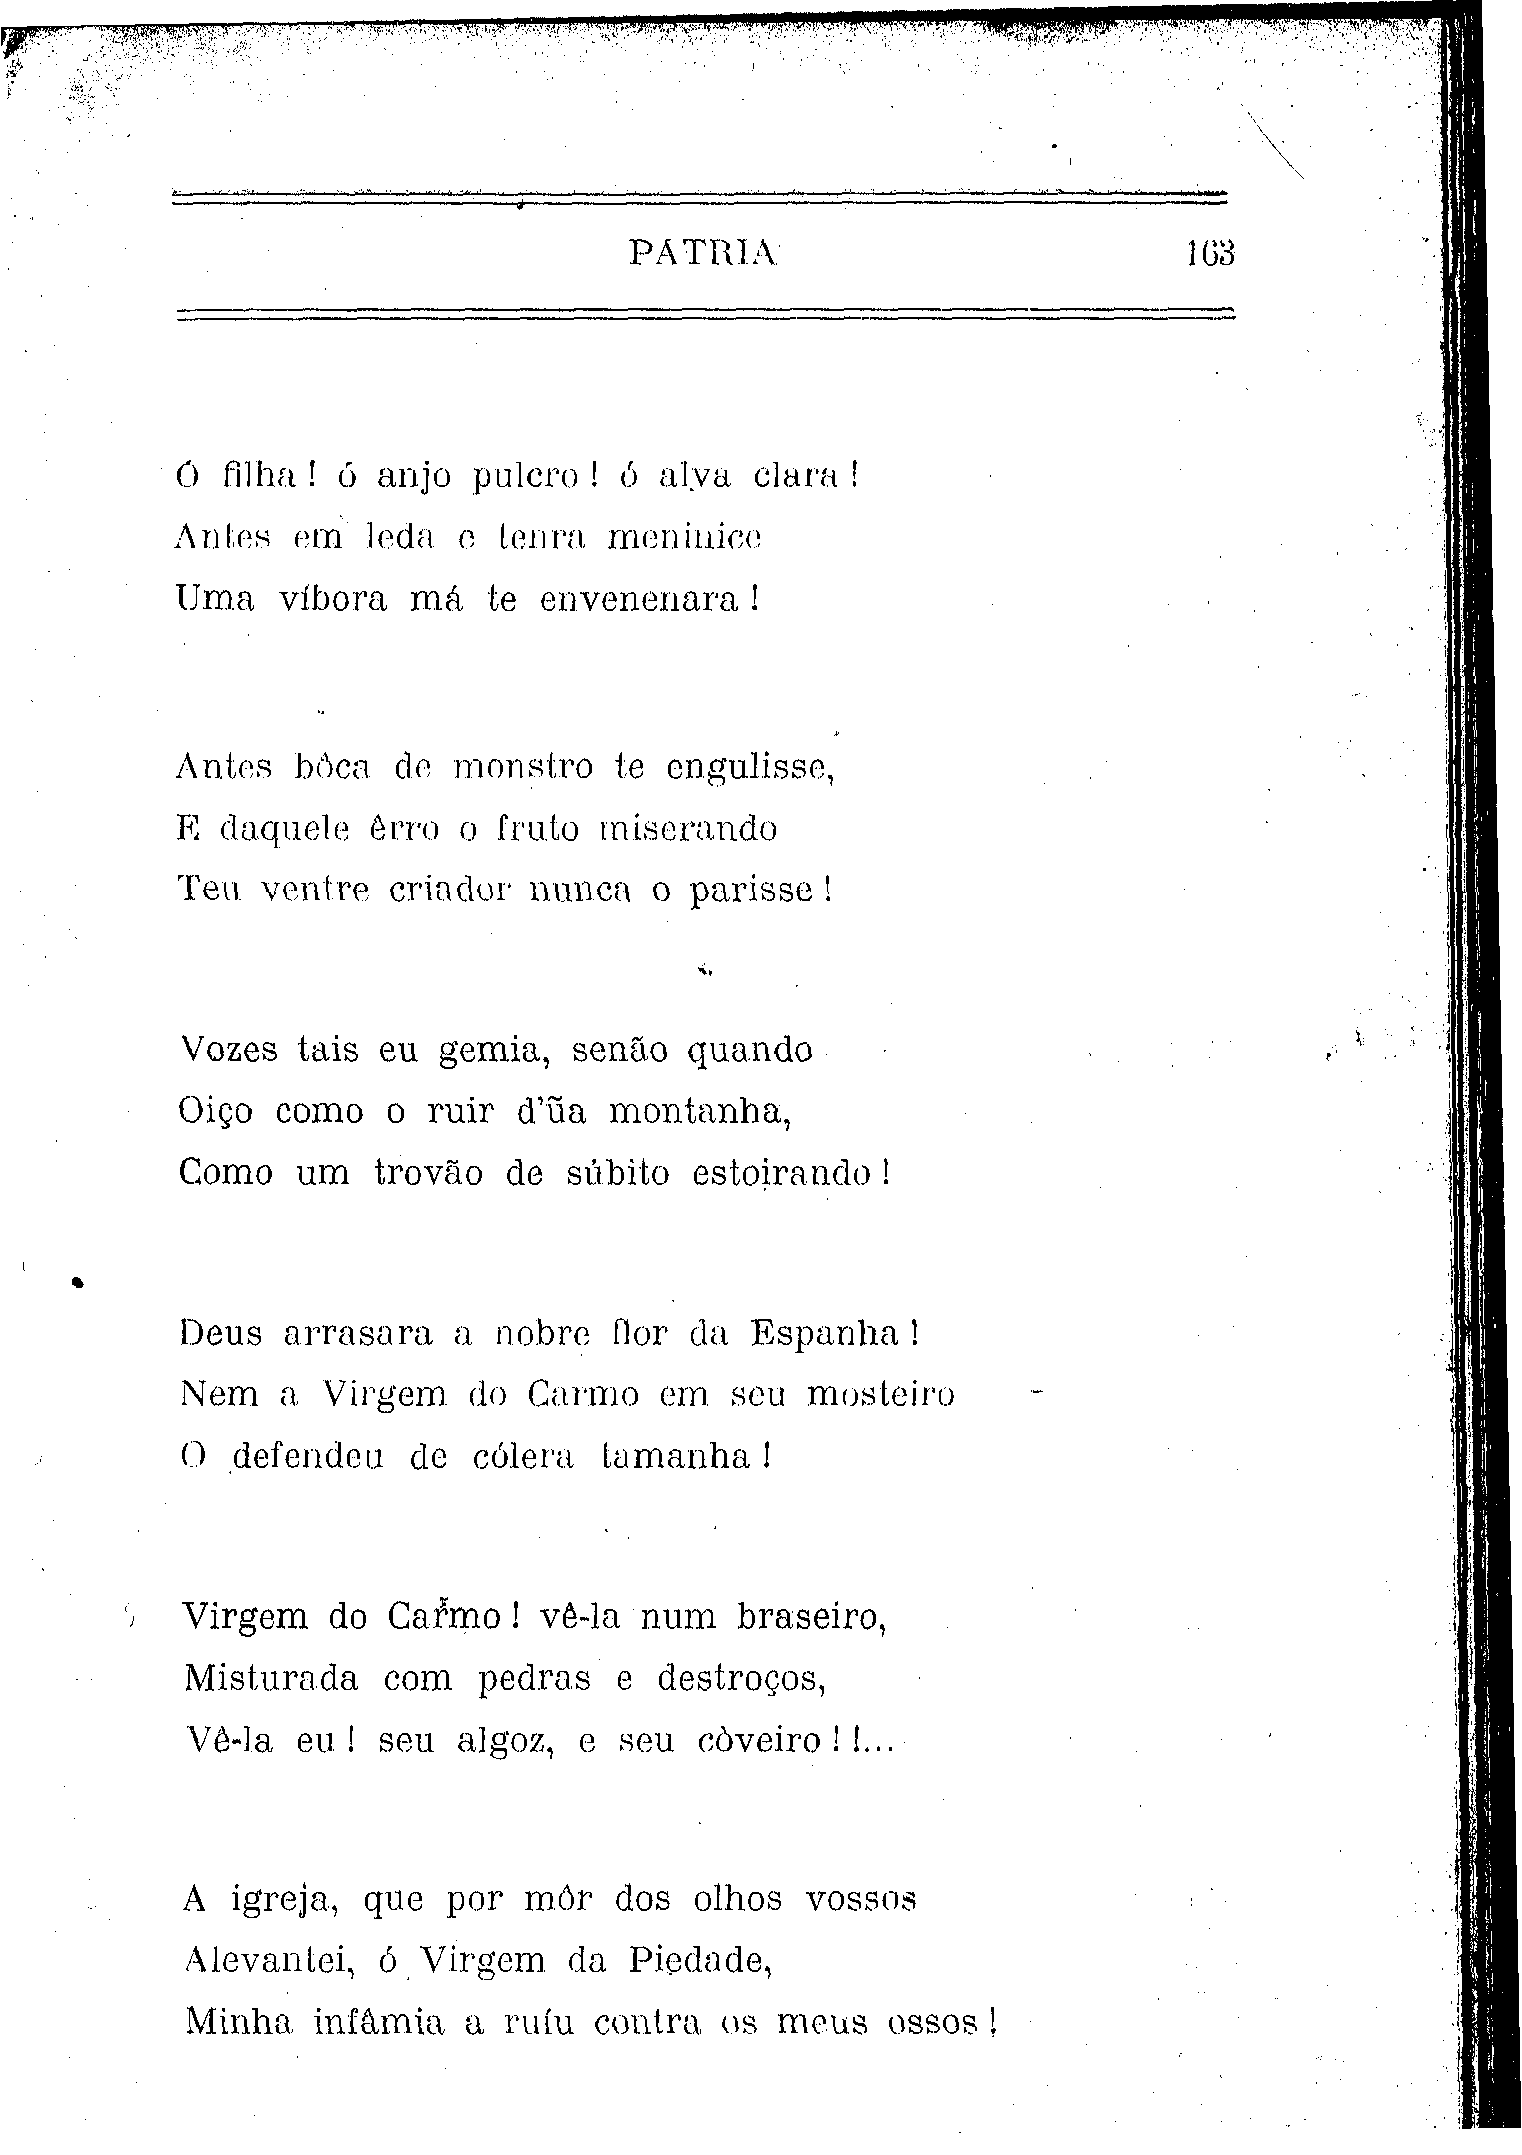 PÁTRIA 163
Ó filha! ó anjo pulcro! ó alva clara!
Antes em leda e tenra meninice
Uma víbora má te envenenara!
Antes bôca de monstro te engulisse,
E daquele êrro o fruto miserando
Teu ventre criador nunca o parisse!
Vozes tais eu gemia, senão quando
Oiço como o ruir d'ũa montanha,
Como um trovão de súbito estoirando!
Deus arrasara a nobre flor da Espanha!
Nem a Virgem do Carmo em seu mosteiro
O defendeu de cólera tamanha!
Virgem do Carmo! vê-la num braseiro,
Misturada com pedras e destroços,
Vê-la eu! seu algoz, e seu còveiro!!...
A igreja, que por môr dos olhos vossos
Alevantei, ó Virgem da Piedade,
Minha infâmia a ruíu contra os meus ossos!